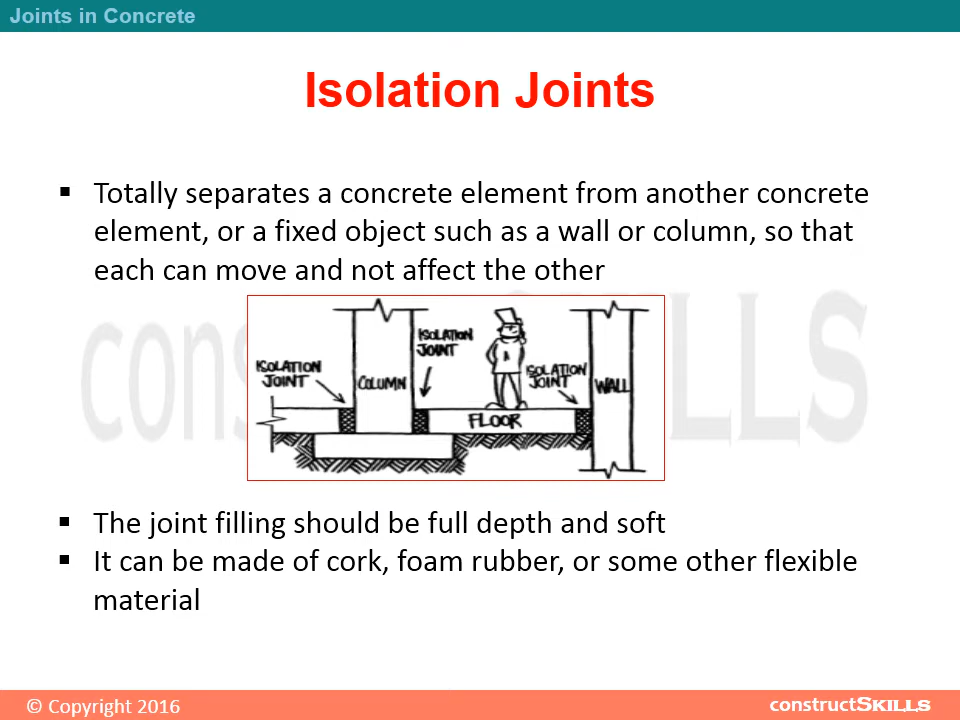 Joints in Concrete
Isolation Joints
▪ Totally separates a concrete element from another concrete
element, or a fixed object such as a wall or column, so that
each can move and not affect the other
constructSKILLS
ISOLATION
JOINT
COLUMN
ISOLATION
JOINT
ISOLATION
JOINT
WALL
FLOOR
▪ The joint filling should be full depth and soft
▪ It can be made of cork, foam rubber, or some other flexible
material
© Copyright 2016
constructSKILLS